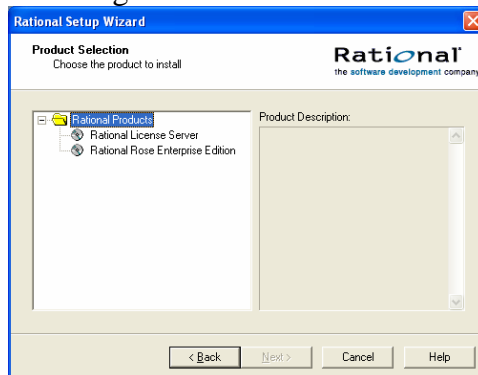 Rational Setup Wizard
Product Selection
Choose the product to install
Rational
the software development company
Rational Products
Rational License Server
Rational Rose Enterprise Edition
Product Description:
< Back
Next >
Cancel
Help